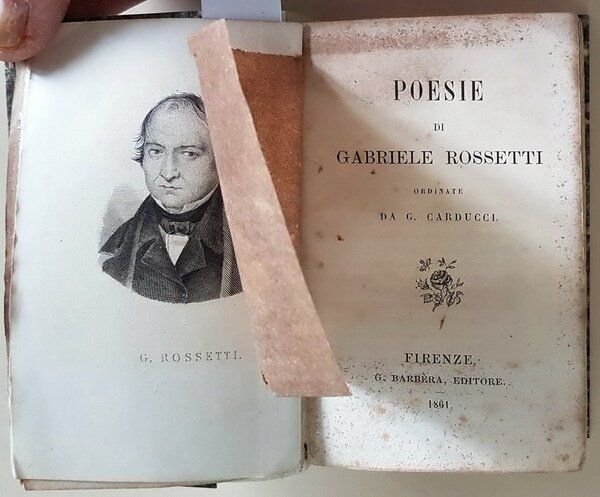 G. ROSSETTI.
POESIE
DI
GABRIELE ROSSETTI
ORDINATE
DA G. CARDUCCI.
FIRENZE,
G. BARBÈRA, EDITORE.
1861.